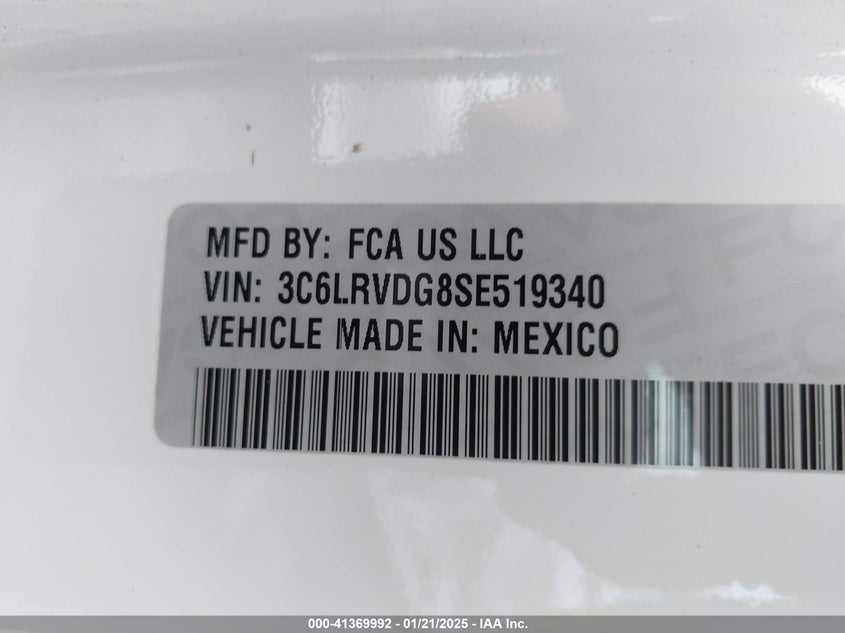 MFD BY: FCA US LLC
VIN: 3C6LRVDG8SE519340
VEHICLE MADE IN: MEXICO
000-41369992 - 01/21/2025 - IAA Inc.